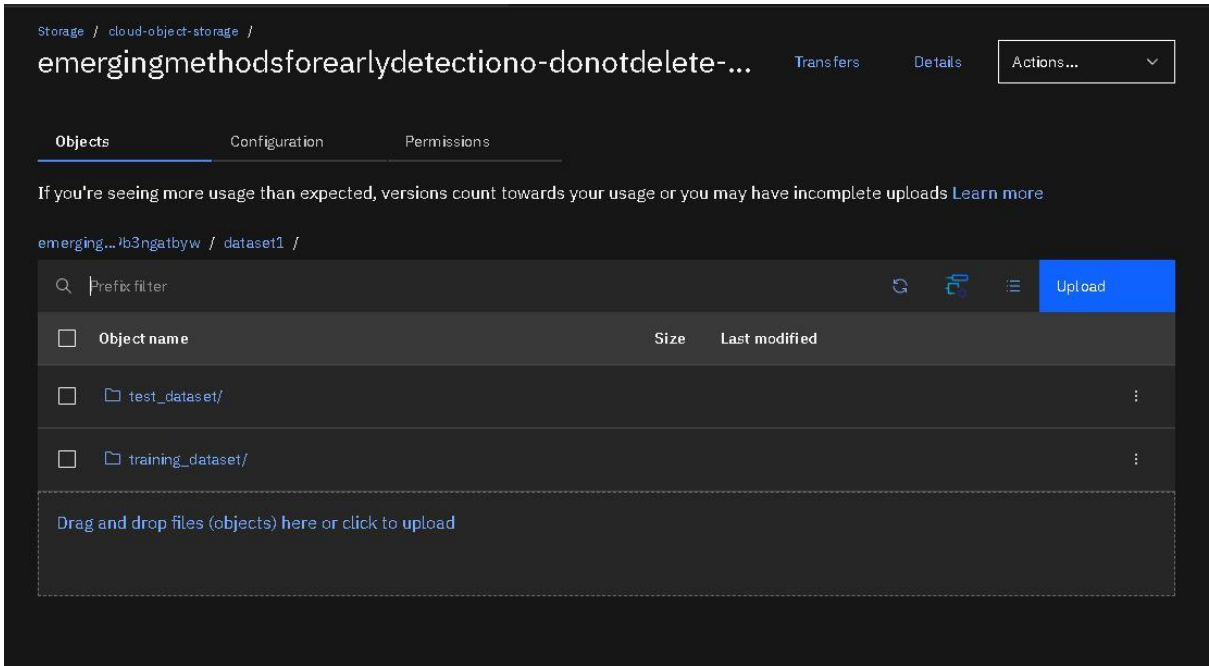 Storage / cloud-object-storage /
emergingmethodsforearlydetectiono-donotdelete-... Transfers Details Actions...
Objects Configuration Permissions
If you're seeing more usage than expected, versions count towards your usage or you may have incomplete uploads Learn more
/ dataset1 /
Prefix filter Upload
Object name Size Last modified
test_dataset/
training_dataset/
Drag and drop files (objects) here or click to upload